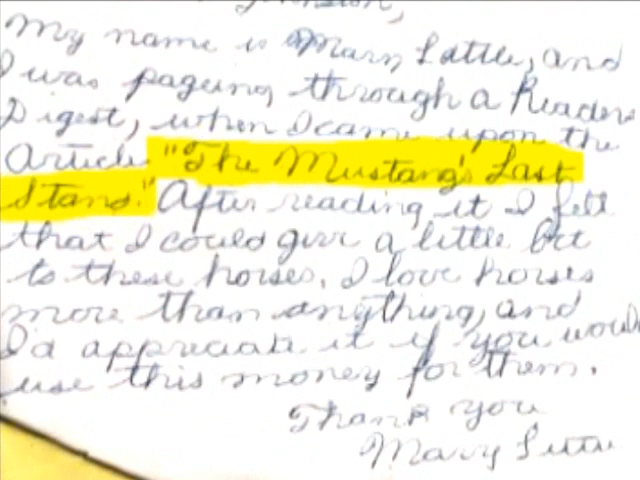 My name is Mary Lattle, and
I was pageing through a Readers
Digest, when I came upon the
Article "The Mustang's Last
Stand." After reading it I felt
that I could give a little bit
to these horses. I love horses
more than anything, and
I'd appreciate it if you would
use this money for them.
Thank you
Mary